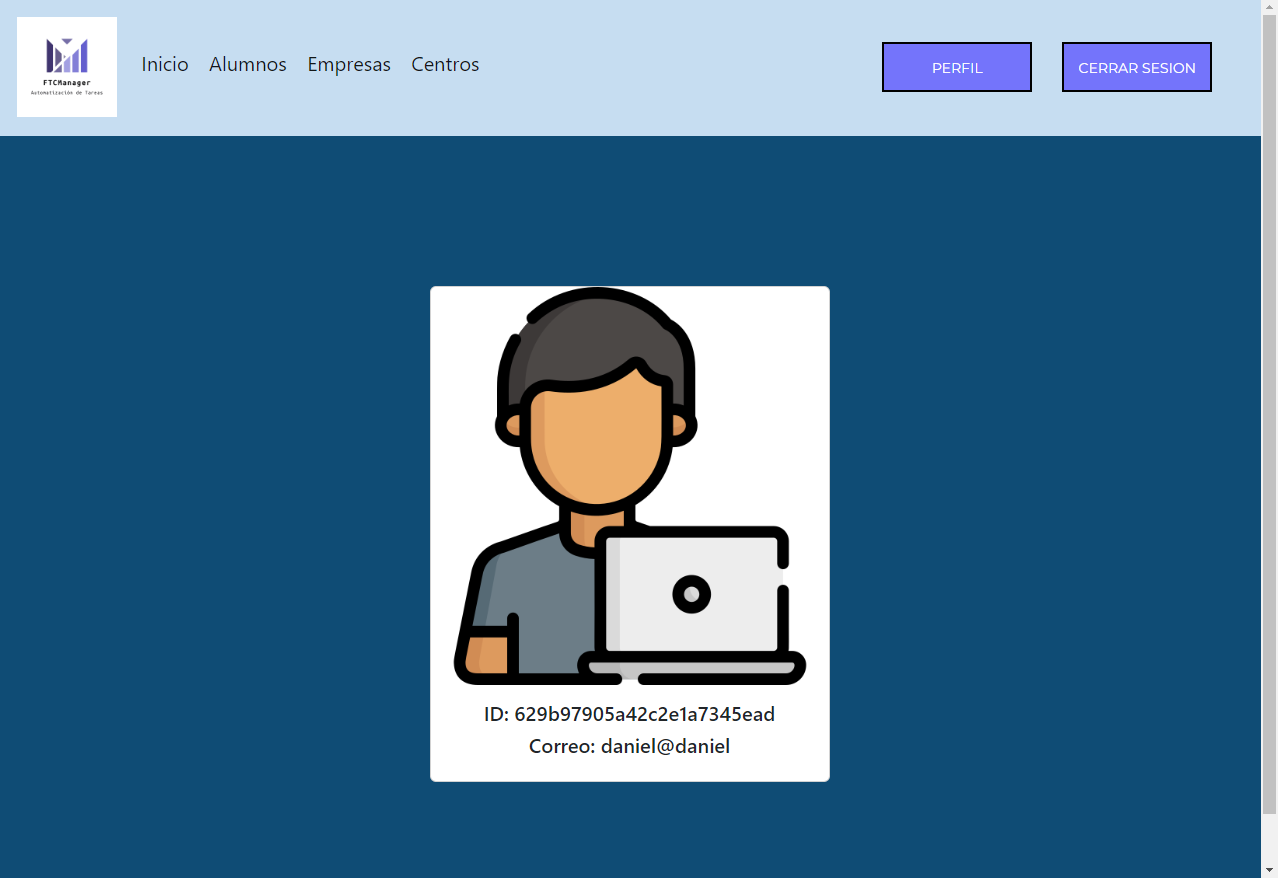 FTCManager
Automatización de Tareas
Inicio Alumnos Empresas Centros
PERFIL
CERRAR SESION
ID: 629b97905a42c2e1a7345ead
Correo: daniel@daniel